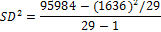 SD² = (95984 − (1636)²/29) / (29 − 1)